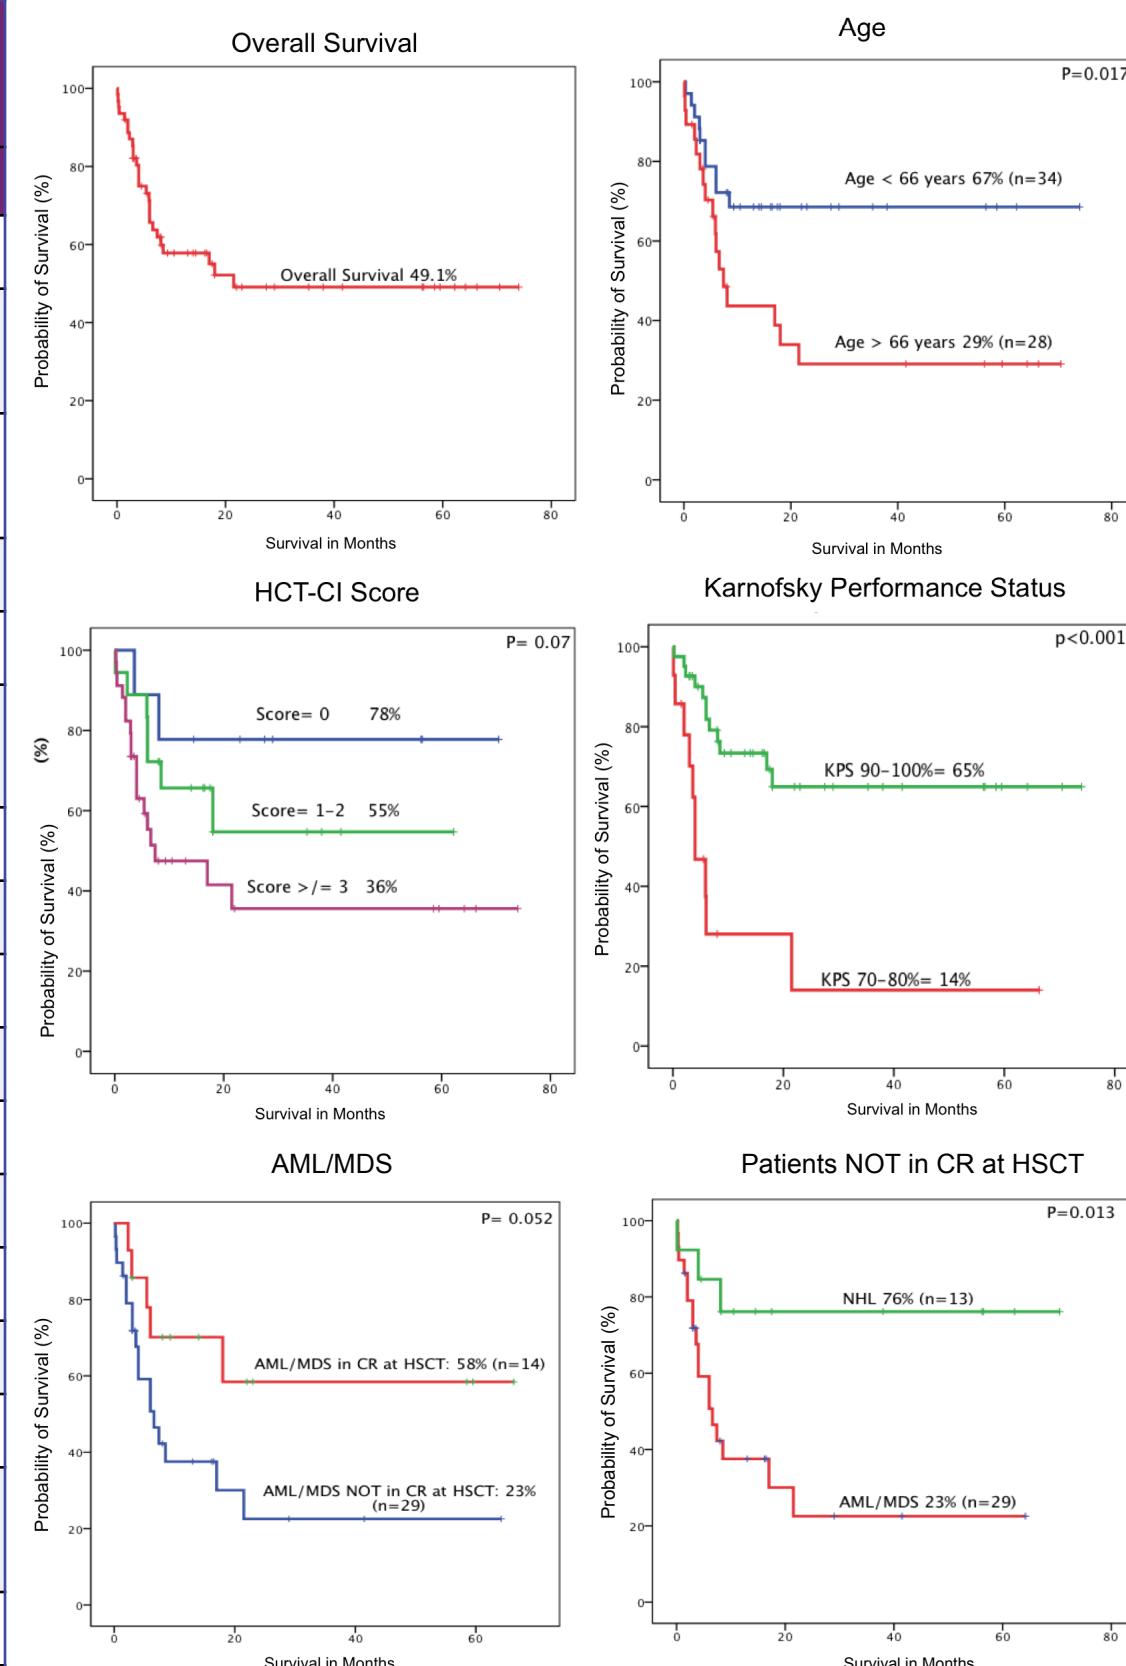 Overall Survival
100
80
60
40
20
0
Probability of Survival (%)
Overall Survival 49.1%
0 20 40 60 80
Survival in Months
Age
P=0.017
100
80
60
40
20
0
Probability of Survival (%)
Age < 66 years 67% (n=34)
Age > 66 years 29% (n=28)
0 20 40 60 80
Survival in Months
HCT-CI Score
P= 0.07
100
80
60
40
20
0
Probability of Survival (%)
(%)
Score= 0 78%
Score= 1-2 55%
Score >/= 3 36%
0 20 40 60 80
Survival in Months
Karnofsky Performance Status
p<0.001
100
80
60
40
20
0
Probability of Survival (%)
KPS 90-100%= 65%
KPS 70-80%= 14%
0 20 40 60 80
Survival in Months
AML/MDS
P= 0.052
100
80
60
40
20
0
Probability of Survival (%)
AML/MDS in CR at HSCT: 58% (n=14)
AML/MDS NOT in CR at HSCT: 23%
(n=29)
0 20 40 60
Survival in Months
Patients NOT in CR at HSCT
P=0.013
100
80
60
40
20
0
Probability of Survival (%)
NHL 76% (n=13)
AML/MDS 23% (n=29)
0 20 40 60 80
Survival in Months